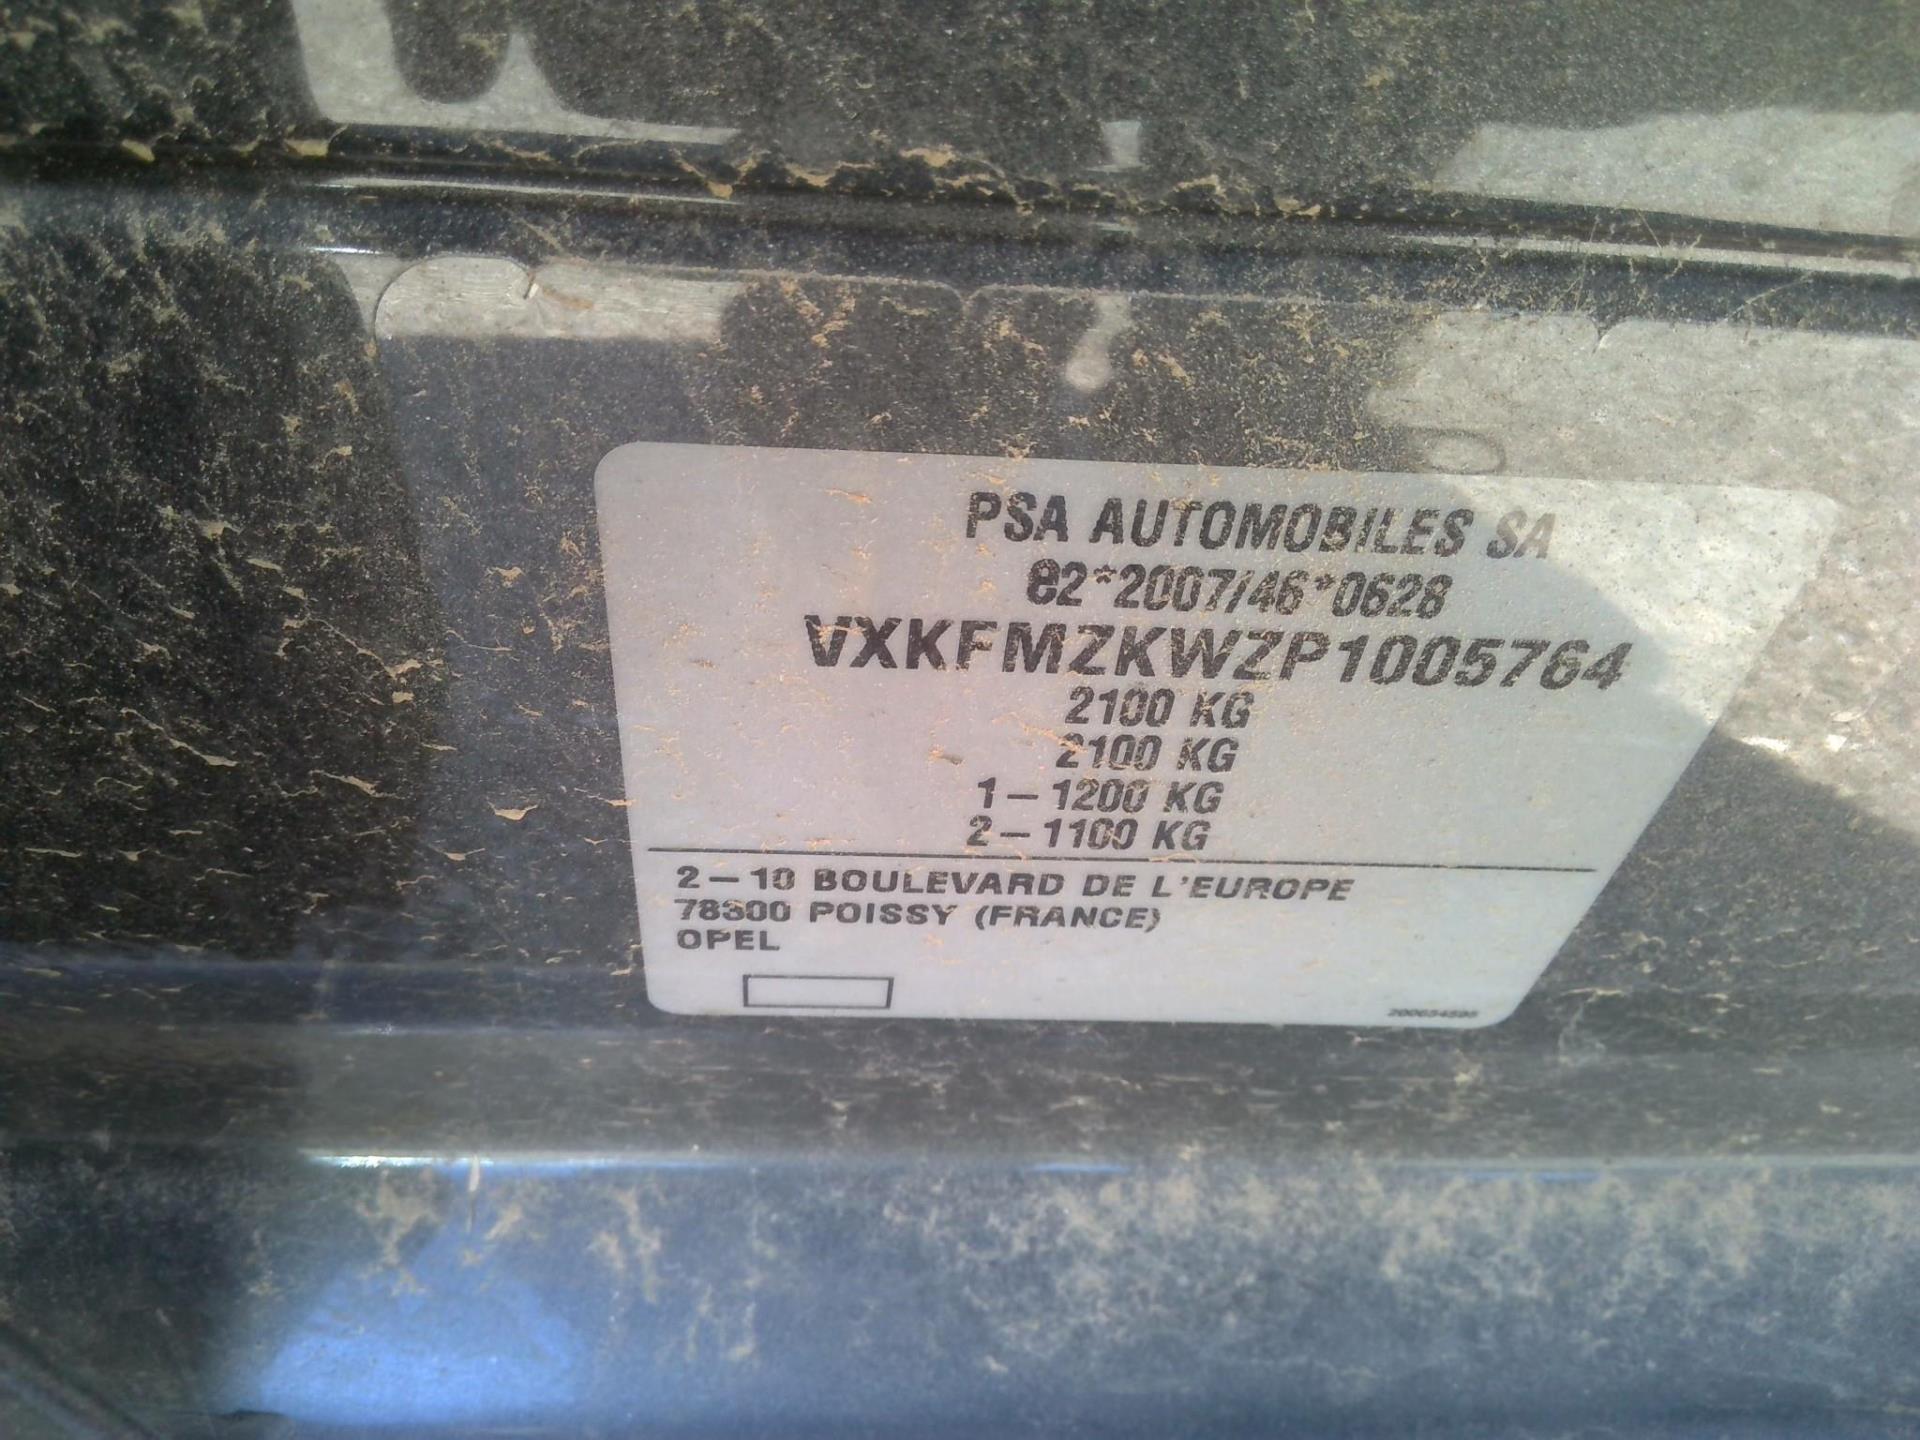 PSA AUTOMOBILES SA
e2*2007/46*0628
VXKFMZKWZP1005764
2100 KG
2100 KG
1-1200 KG
2-1100 KG
2-10 BOULEVARD DE L'EUROPE
78300 POISSY (FRANCE)
OPEL